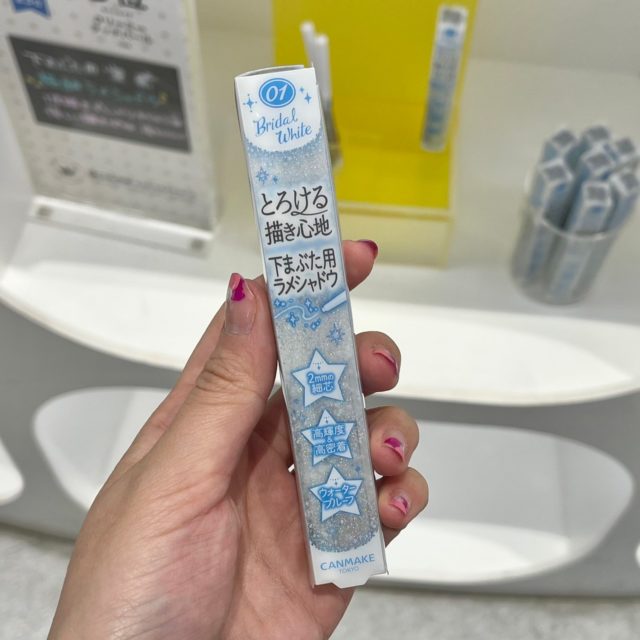 01
Bridal
White
とろける
描き心地
下まぶた用
ラメシャドウ
2mmの
細芯
高輝度
&
高密着
ウォーター
プルーフ
CANMAKE
TOKYO